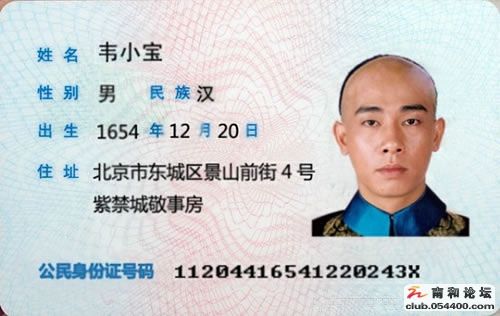 姓名 韦小宝
性别 男 民族 汉
出生 1654 年 12 月 20 日
住址 北京市东城区景山前街 4 号
紫禁城敬事房
公民身份证号码 11204416541220243X
南和论坛
club.054400.com